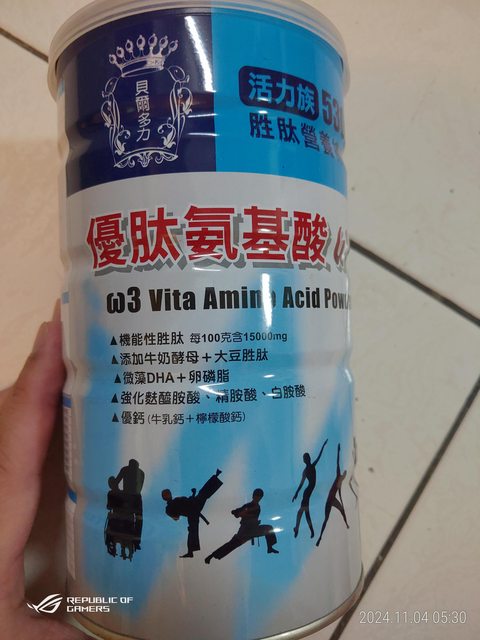 貝爾多力
活力族 53
胜肽營養
優肽氨基酸 ω3
ω3 Vita Amino Acid Powder
▲機能性胜肽 每100克含15000mg
▲添加牛奶酵母＋大豆胜肽
▲微藻DHA＋卵磷脂
▲強化麩醯胺酸、精胺酸、白胺酸
▲優鈣(牛乳鈣＋檸檬酸鈣)
REPUBLIC OF
GAMERS
2024.11.04 05:30